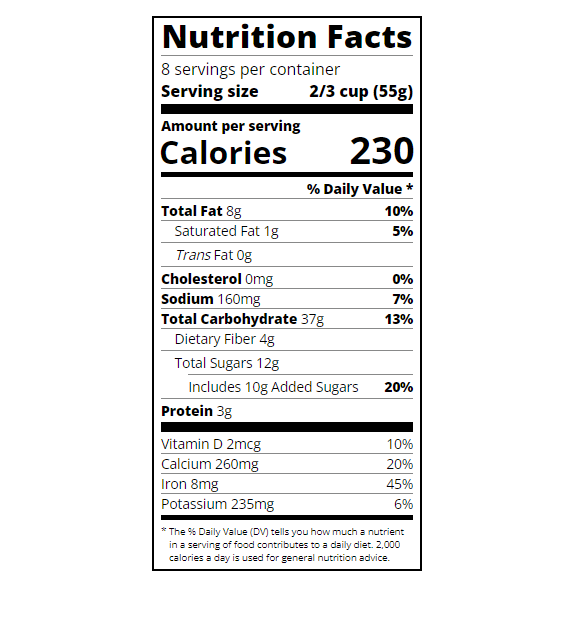 Nutrition Facts
8 servings per container
Serving size 2/3 cup (55g)
Amount per serving
Calories 230
% Daily Value *
Total Fat 8g 10%
Saturated Fat 1g 5%
Trans Fat 0g
Cholesterol 0mg 0%
Sodium 160mg 7%
Total Carbohydrate 37g 13%
Dietary Fiber 4g
Total Sugars 12g
Includes 10g Added Sugars 20%
Protein 3g
Vitamin D 2mcg 10%
Calcium 260mg 20%
Iron 8mg 45%
Potassium 235mg 6%
* The % Daily Value (DV) tells you how much a nutrient
in a serving of food contributes to a daily diet. 2,000
calories a day is used for general nutrition advice.